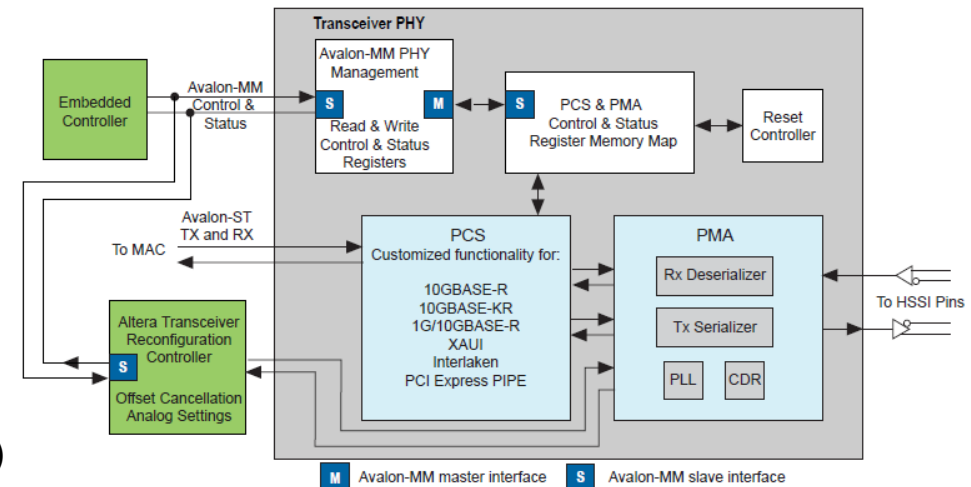 Transceiver PHY
Avalon-MM PHY
Management
S
M
Read & Write
Control & Status
Registers
S
PCS & PMA
Control & Status
Register Memory Map
Reset
Controller
Embedded
Controller
Avalon-MM
Control &
Status
Avalon-ST
TX and RX
To MAC
PCS
Customized functionality for:
10GBASE-R
10GBASE-KR
1G/10GBASE-R
XAUI
Interlaken
PCI Express PIPE
PMA
Rx Deserializer
Tx Serializer
PLL
CDR
To HSSI Pins
Altera Transceiver
Reconfiguration
Controller
S
Offset Cancellation
Analog Settings
)
M Avalon-MM master interface
S Avalon-MM slave interface